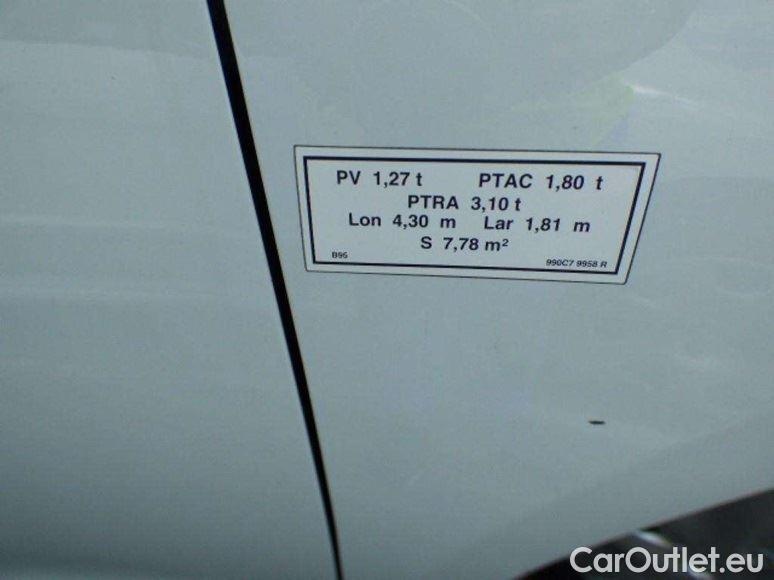 PV 1,27 t PTAC 1,80 t
PTRA 3,10 t
Lon 4,30 m Lar 1,81 m
S 7,78 m²
B95 990C7 9958 R
CarOutlet.eu